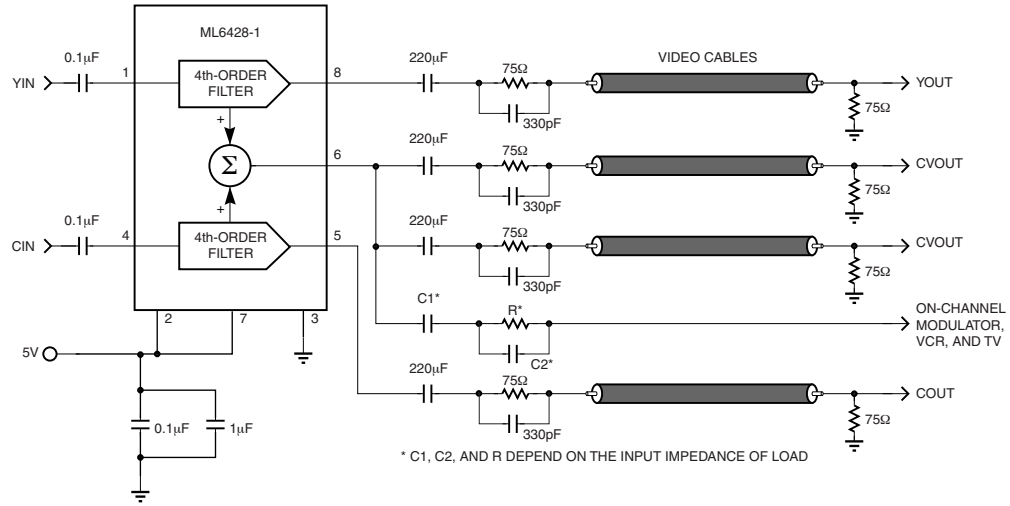 ML6428-1
0.1µF
YIN
1
4th-ORDER
FILTER
8
220µF
75Ω
330pF
VIDEO CABLES
YOUT
75Ω
+
Σ
+
6
220µF
75Ω
330pF
CVOUT
75Ω
0.1µF
CIN
4
4th-ORDER
FILTER
5
220µF
75Ω
330pF
CVOUT
75Ω
2
7
3
C1*
R*
C2*
ON-CHANNEL
MODULATOR,
VCR, AND TV
5V
220µF
75Ω
330pF
COUT
75Ω
0.1µF
1µF
* C1, C2, AND R DEPEND ON THE INPUT IMPEDANCE OF LOAD